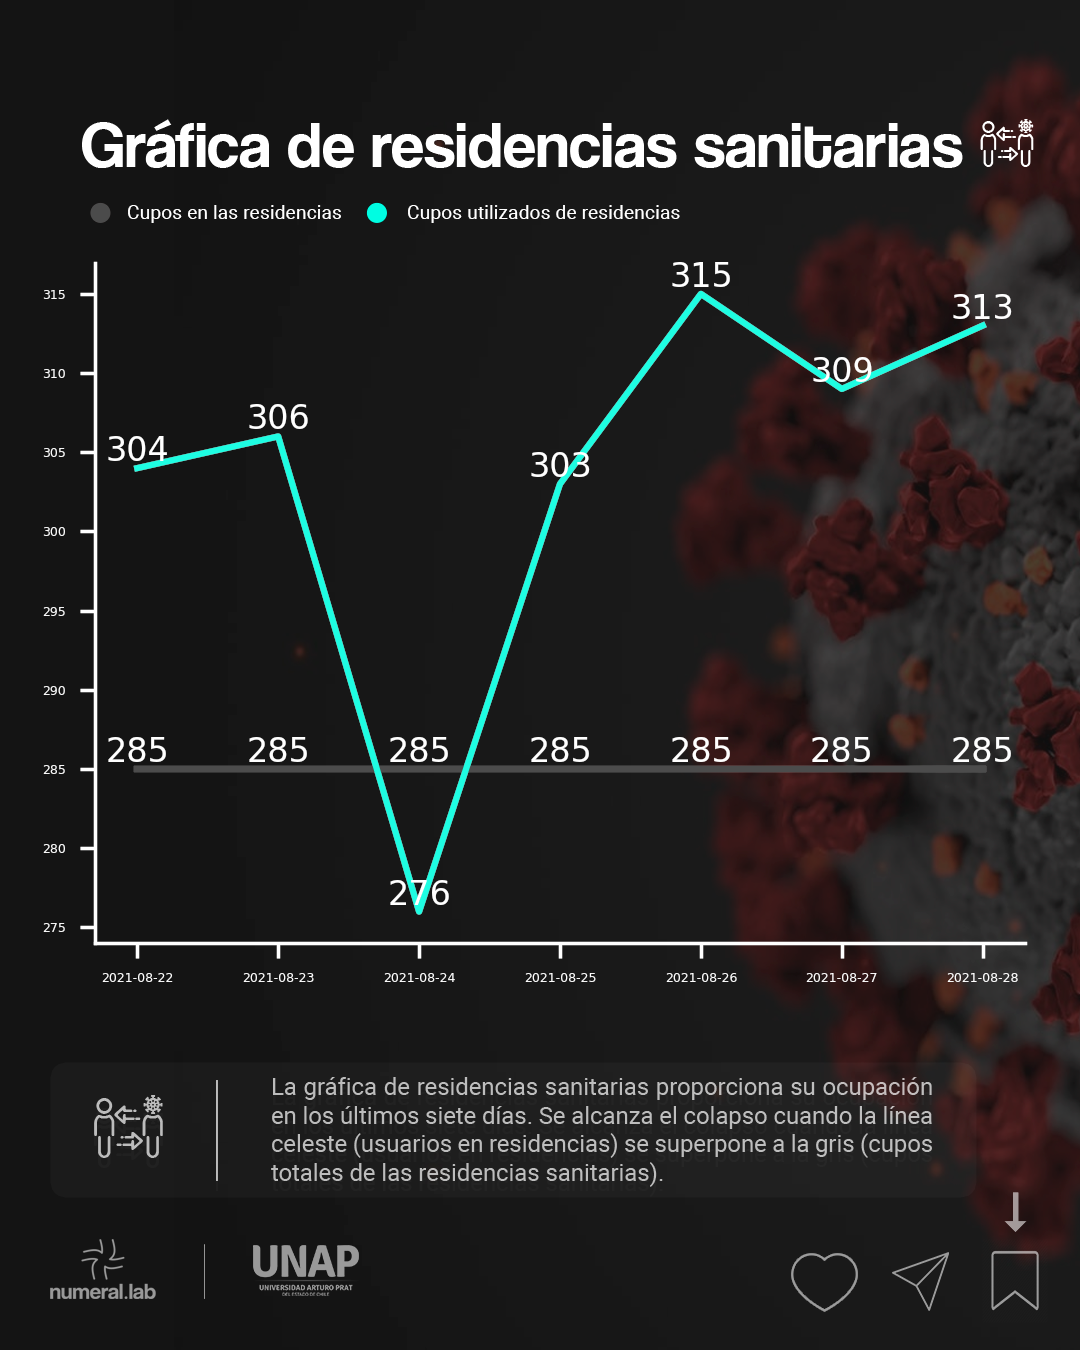 Gráfica de residencias sanitarias
Cupos en las residencias
Cupos utilizados de residencias
315
310
305
300
295
290
285
280
275
304
306
276
303
315
309
313
285
285
285
285
285
285
285
2021-08-22
2021-08-23
2021-08-24
2021-08-25
2021-08-26
2021-08-27
2021-08-28
La gráfica de residencias sanitarias proporciona su ocupación
en los últimos siete días. Se alcanza el colapso cuando la línea
celeste (usuarios en residencias) se superpone a la gris (cupos
totales de las residencias sanitarias).
numeral.lab
UNAP
UNIVERSIDAD ARTURO PRAT
DEL ESTADO DE CHILE